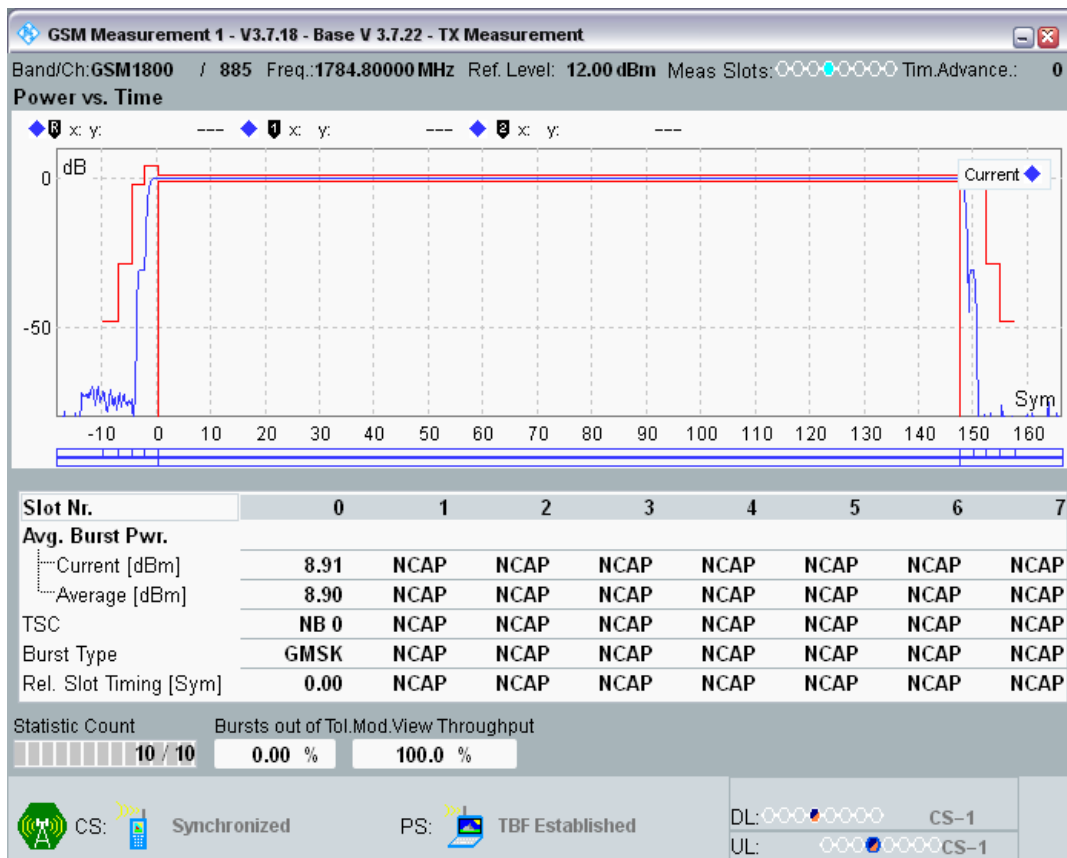 GSM Measurement 1 - V3.7.18 - Base V 3.7.22 - TX Measurement
Band/Ch:GSM1800 / 885 Freq.:1784.80000 MHz Ref. Level: 12.00 dBm Meas Slots: Tim.Advance.: 0
Power vs. Time
R x: y: --- 1 x: y: --- 2 x: y: ---
dB
0
Current
-50
Sym
-10 0 10 20 30 40 50 60 70 80 90 100 110 120 130 140 150 160
Slot Nr. 0 1 2 3 4 5 6 7
Avg. Burst Pwr.
Current [dBm] 8.91 NCAP NCAP NCAP NCAP NCAP NCAP NCAP
Average [dBm] 8.90 NCAP NCAP NCAP NCAP NCAP NCAP NCAP
TSC NB 0 NCAP NCAP NCAP NCAP NCAP NCAP NCAP
Burst Type GMSK NCAP NCAP NCAP NCAP NCAP NCAP NCAP
Rel. Slot Timing [Sym] 0.00 NCAP NCAP NCAP NCAP NCAP NCAP NCAP
Statistic Count Bursts out of Tol.Mod.View Throughput
10 / 10 0.00 % 100.0 %
CS: Synchronized PS: TBF Established
DL: CS-1
UL: CS-1